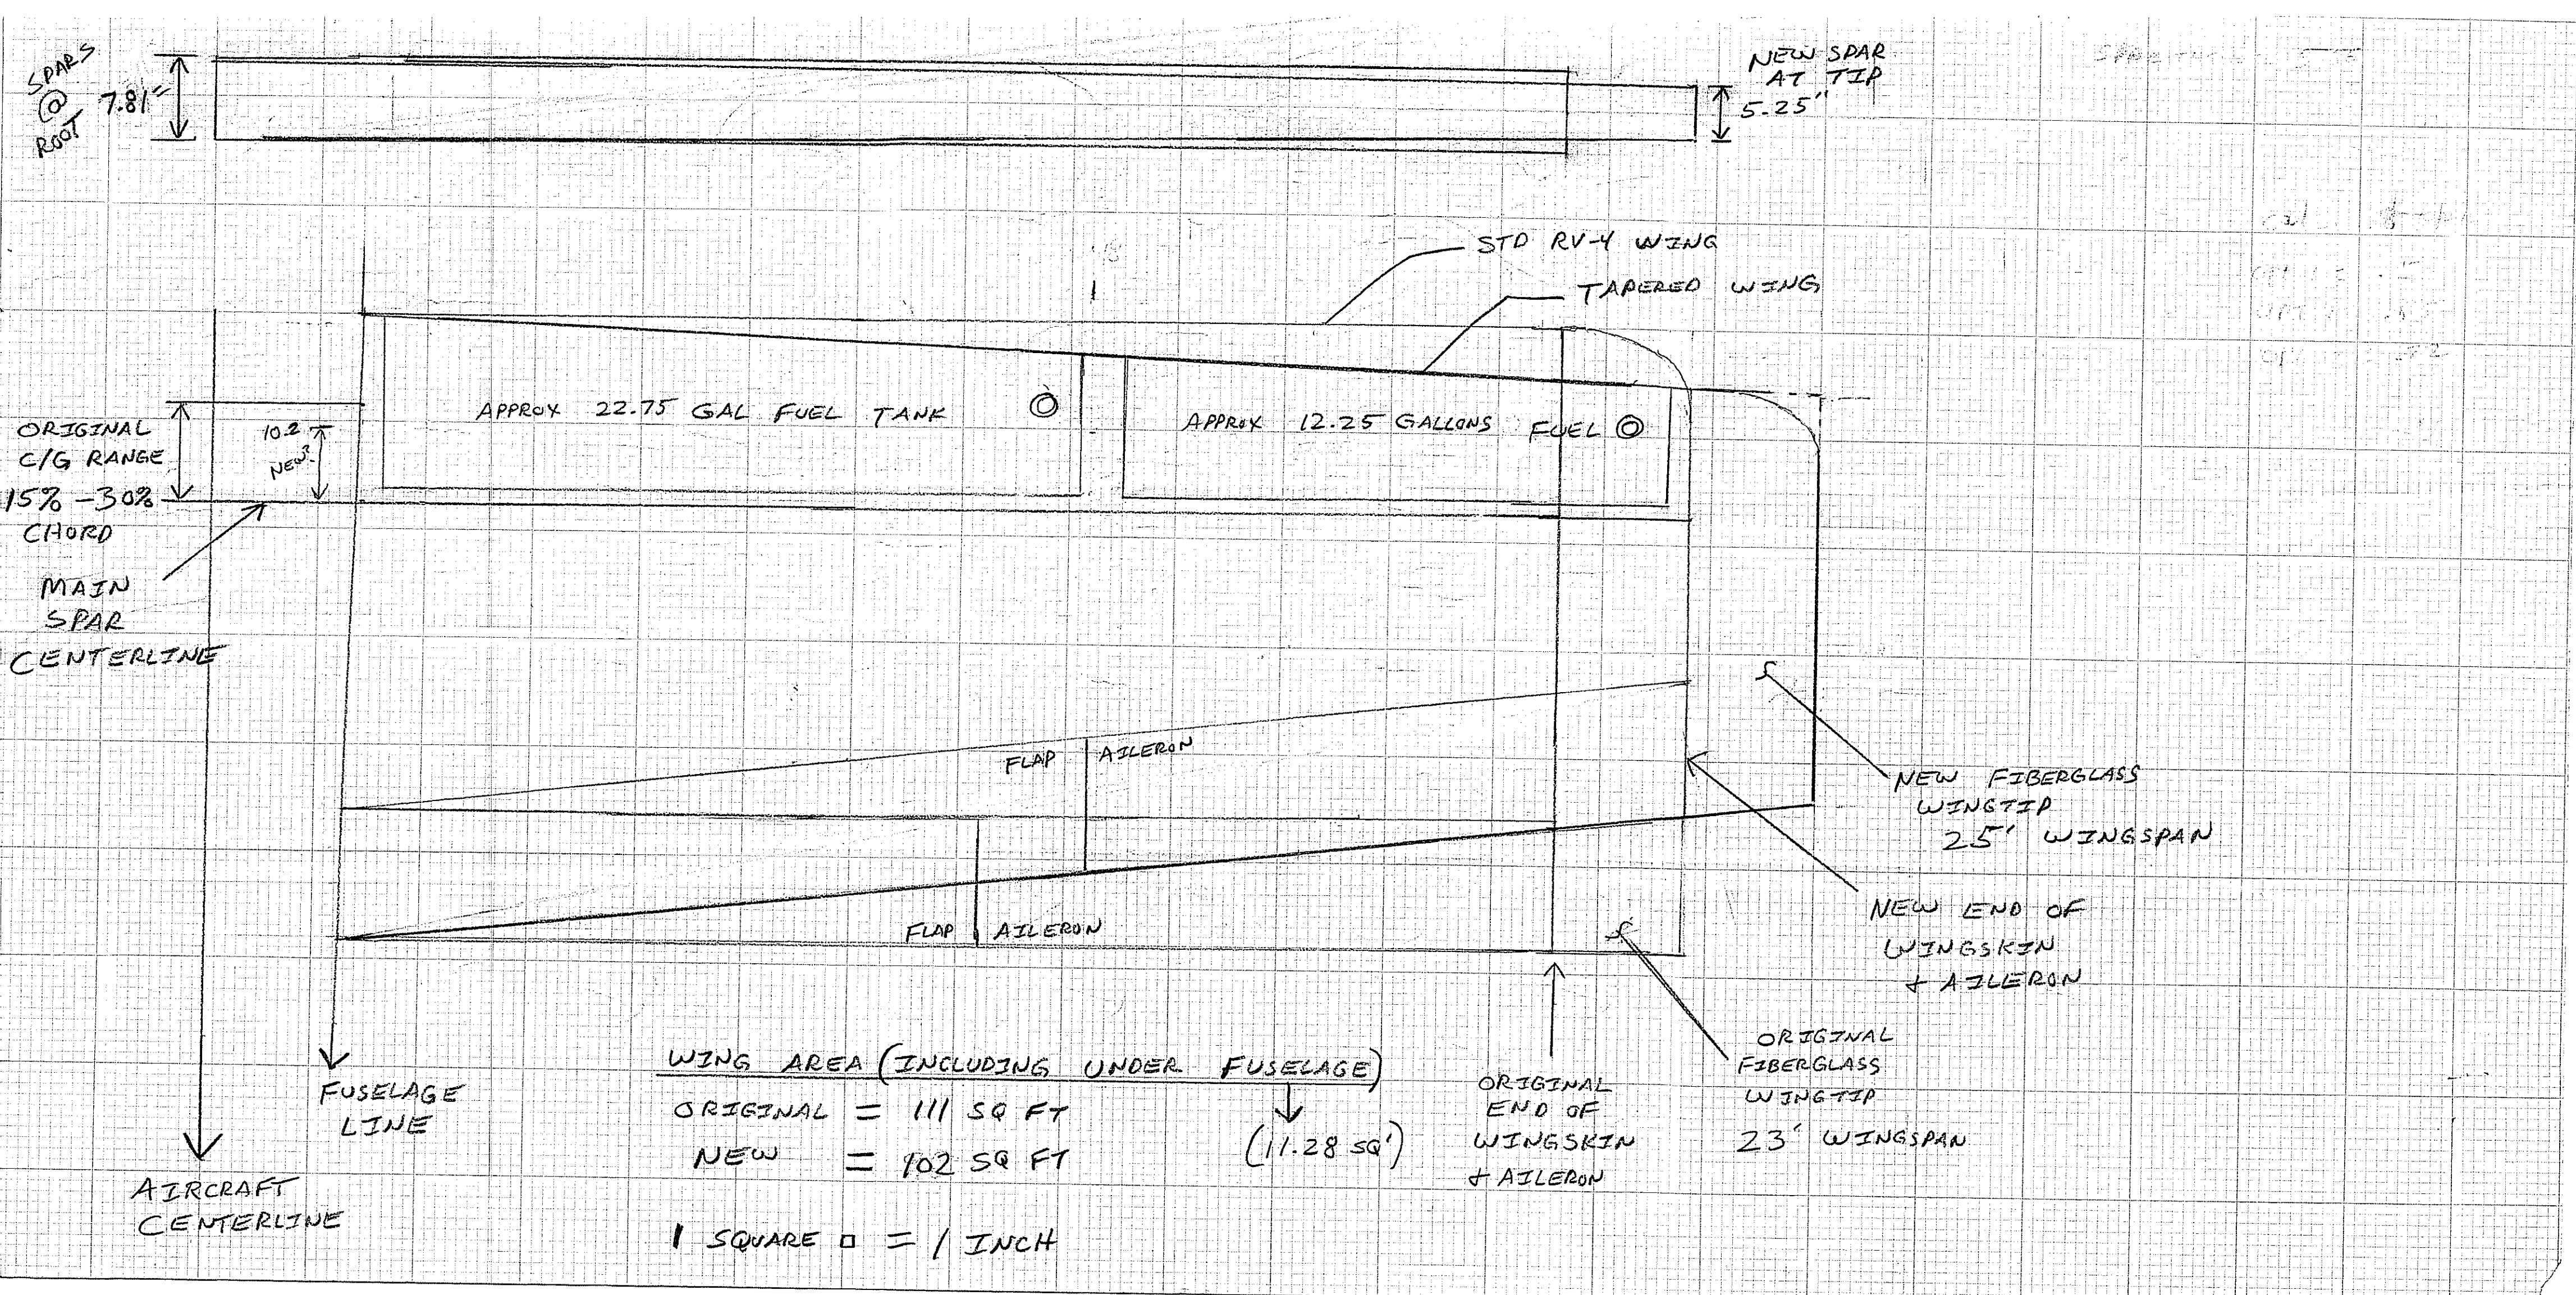 SPARS
@
ROOT
7.81"
NEW SPAR
AT TIP
5.25"
STD RV-4 WING
TAPERED WING
APPROX 22.75 GAL FUEL TANK
APPROX 12.25 GALLONS FUEL
ORIGINAL
C/G RANGE
15% - 30%
CHORD
10.2
NEW?
MAIN
SPAR
CENTERLINE
FLAP
AILERON
FLAP
AILERON
NEW FIBERGLASS
WINGTIP
25' WINGSPAN
NEW END OF
WINGSKIN
+ AILERON
ORIGINAL
FIBERGLASS
WINGTIP
23' WINGSPAN
ORIGINAL
END OF
WINGSKIN
+ AILERON
FUSELAGE
LINE
AIRCRAFT
CENTERLINE
WING AREA (INCLUDING UNDER FUSELAGE)
ORIGINAL = 111 SQ FT
NEW = 102 SQ FT
(11.28 SQ')
1 SQUARE □ = 1 INCH